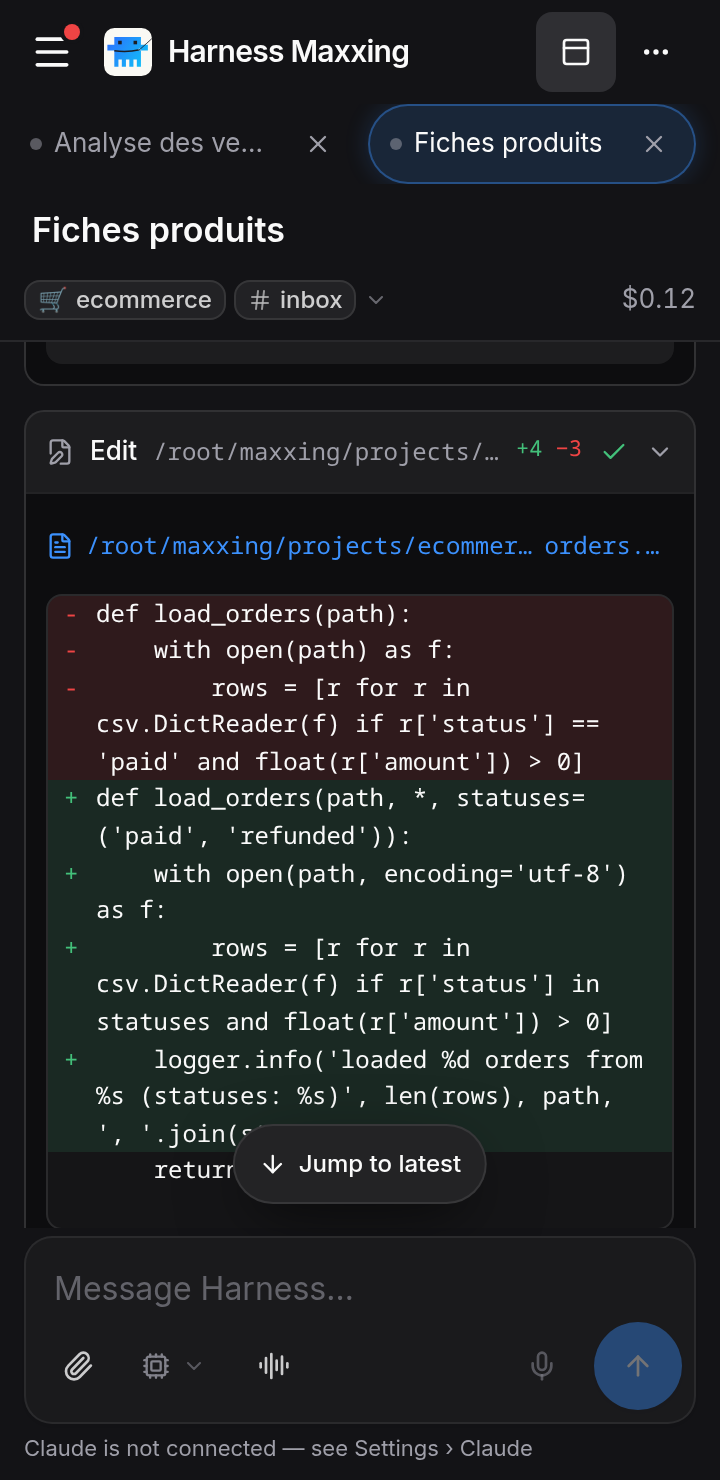 Harness Maxxing
Analyse des ve...
Fiches produits
Fiches produits
ecommerce
# inbox
$0.12
Edit /root/maxxing/projects/… +4 −3
/root/maxxing/projects/ecommer… orders.…
- def load_orders(path):
-     with open(path) as f:
-         rows = [r for r in
csv.DictReader(f) if r['status'] ==
'paid' and float(r['amount']) > 0]
+ def load_orders(path, *, statuses=
('paid', 'refunded')):
+     with open(path, encoding='utf-8')
as f:
+         rows = [r for r in
csv.DictReader(f) if r['status'] in
statuses and float(r['amount']) > 0]
+     logger.info('loaded %d orders from
%s (statuses: %s)', len(rows), path,
', '.join(s
return
Jump to latest
Message Harness...
Claude is not connected — see Settings › Claude